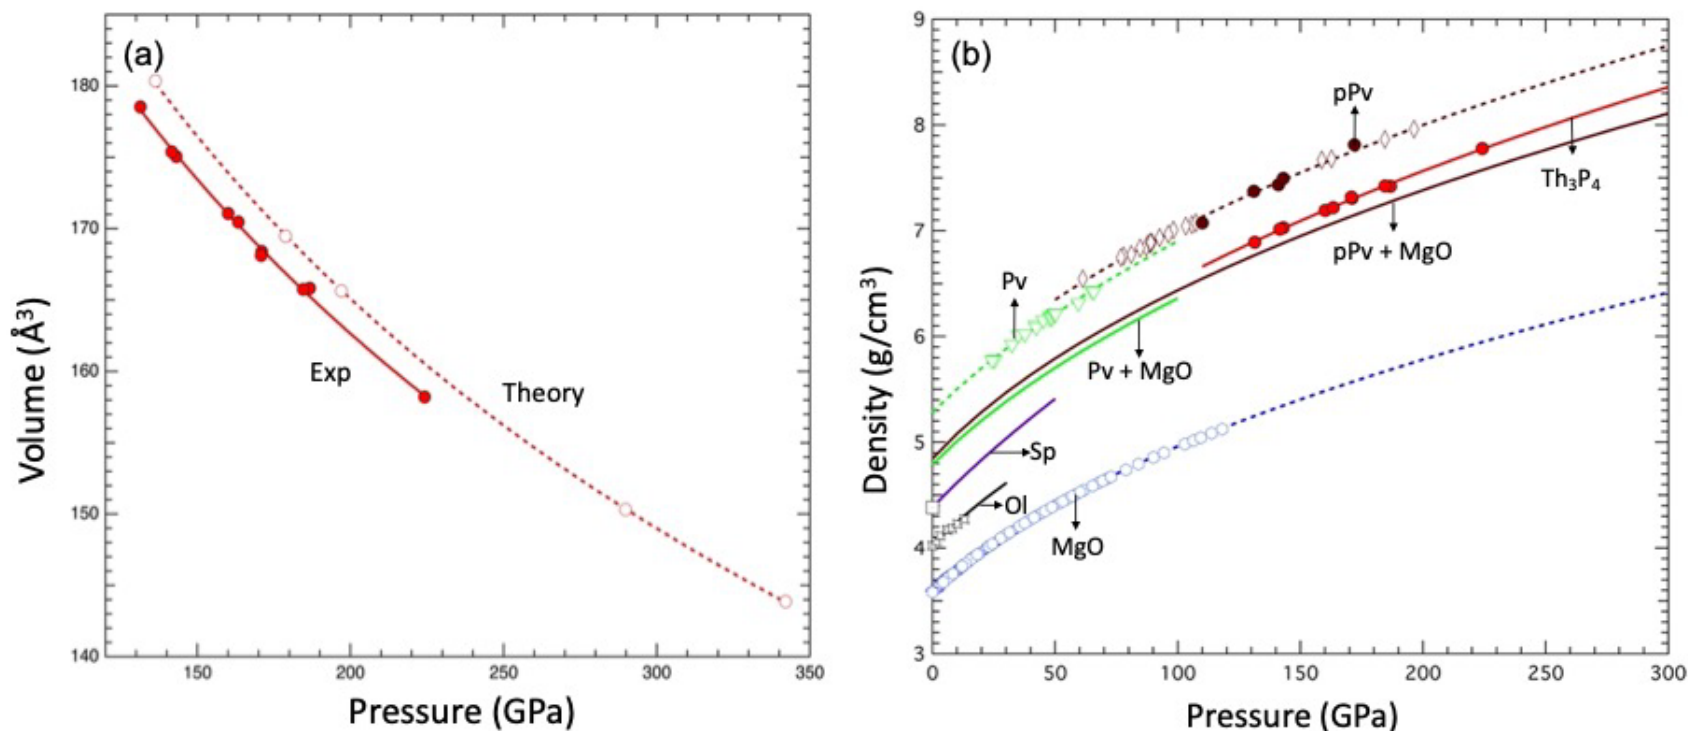 (a)
180
170
160
150
140
150
200
250
300
350
Volume (Å³)
Pressure (GPa)
Exp
Theory
(b)
9
8
7
6
5
4
3
0
50
100
150
200
250
300
Density (g/cm³)
Pressure (GPa)
pPv
Th₃P₄
pPv + MgO
Pv
Pv + MgO
Sp
Ol
MgO